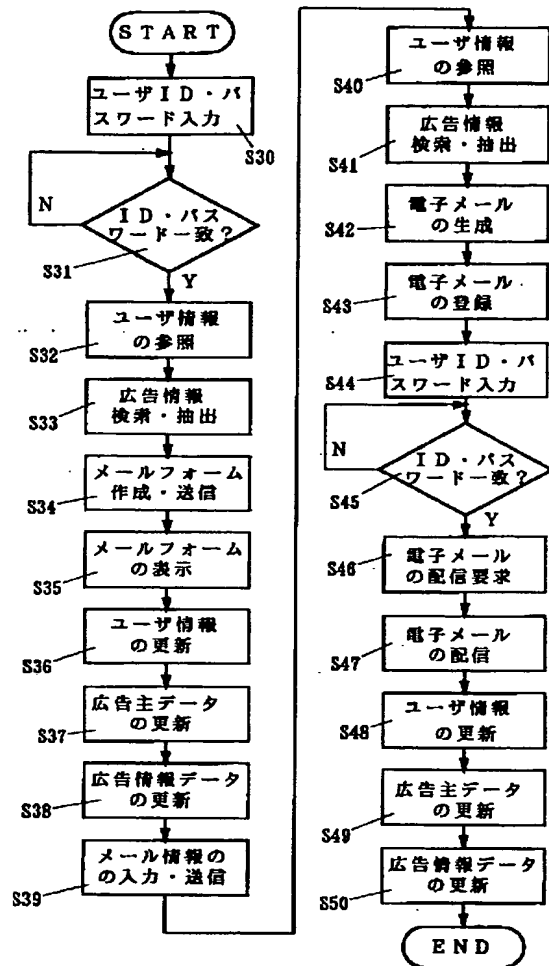 START
ユーザID・パ
スワード入力
S30
N
ID・パス
ワード一致?
S31
Y
ユーザ情報
の参照
S32
広告情報
検索・抽出
S33
メールフォーム
作成・送信
S34
メールフォーム
の表示
S35
ユーザ情報
の更新
S36
広告主データ
の更新
S37
広告情報データ
の更新
S38
メール情報の
の入力・送信
S39
ユーザ情報
の参照
S40
広告情報
検索・抽出
S41
電子メール
の生成
S42
電子メール
の登録
S43
ユーザID・パ
スワード入力
S44
N
ID・パス
ワード一致?
S45
Y
電子メール
の配信要求
S46
電子メール
の配信
S47
ユーザ情報
の更新
S48
広告主データ
の更新
S49
広告情報データ
の更新
S50
END